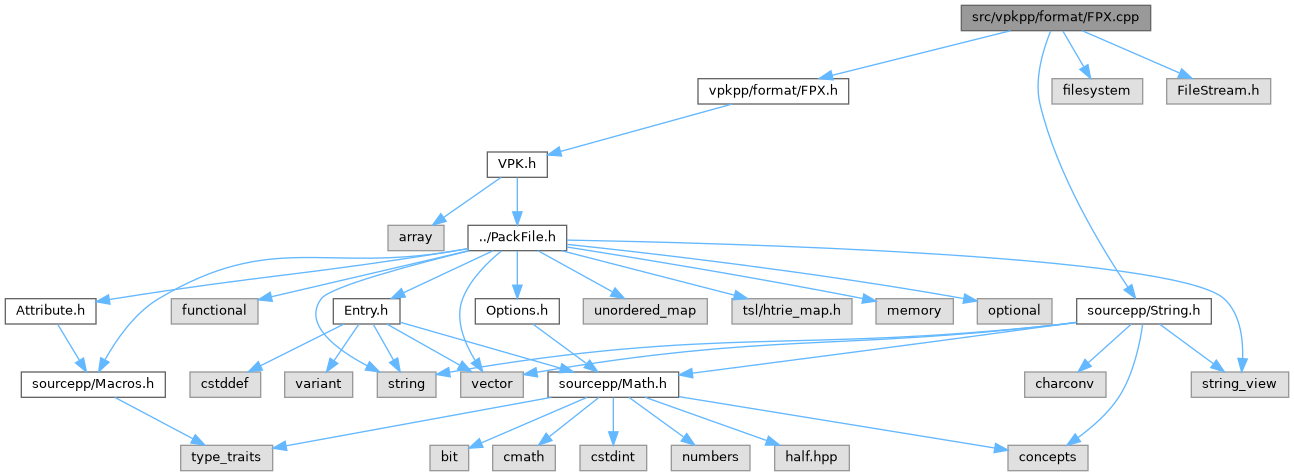 src/vpkpp/format/FPX.cpp
vpkpp/format/FPX.h
filesystem
FileStream.h
VPK.h
array
../PackFile.h
Attribute.h
functional
Entry.h
Options.h
unordered_map
tsl/htrie_map.h
memory
optional
sourcepp/String.h
sourcepp/Macros.h
cstddef
variant
string
vector
sourcepp/Math.h
charconv
string_view
type_traits
bit
cmath
cstdint
numbers
half.hpp
concepts